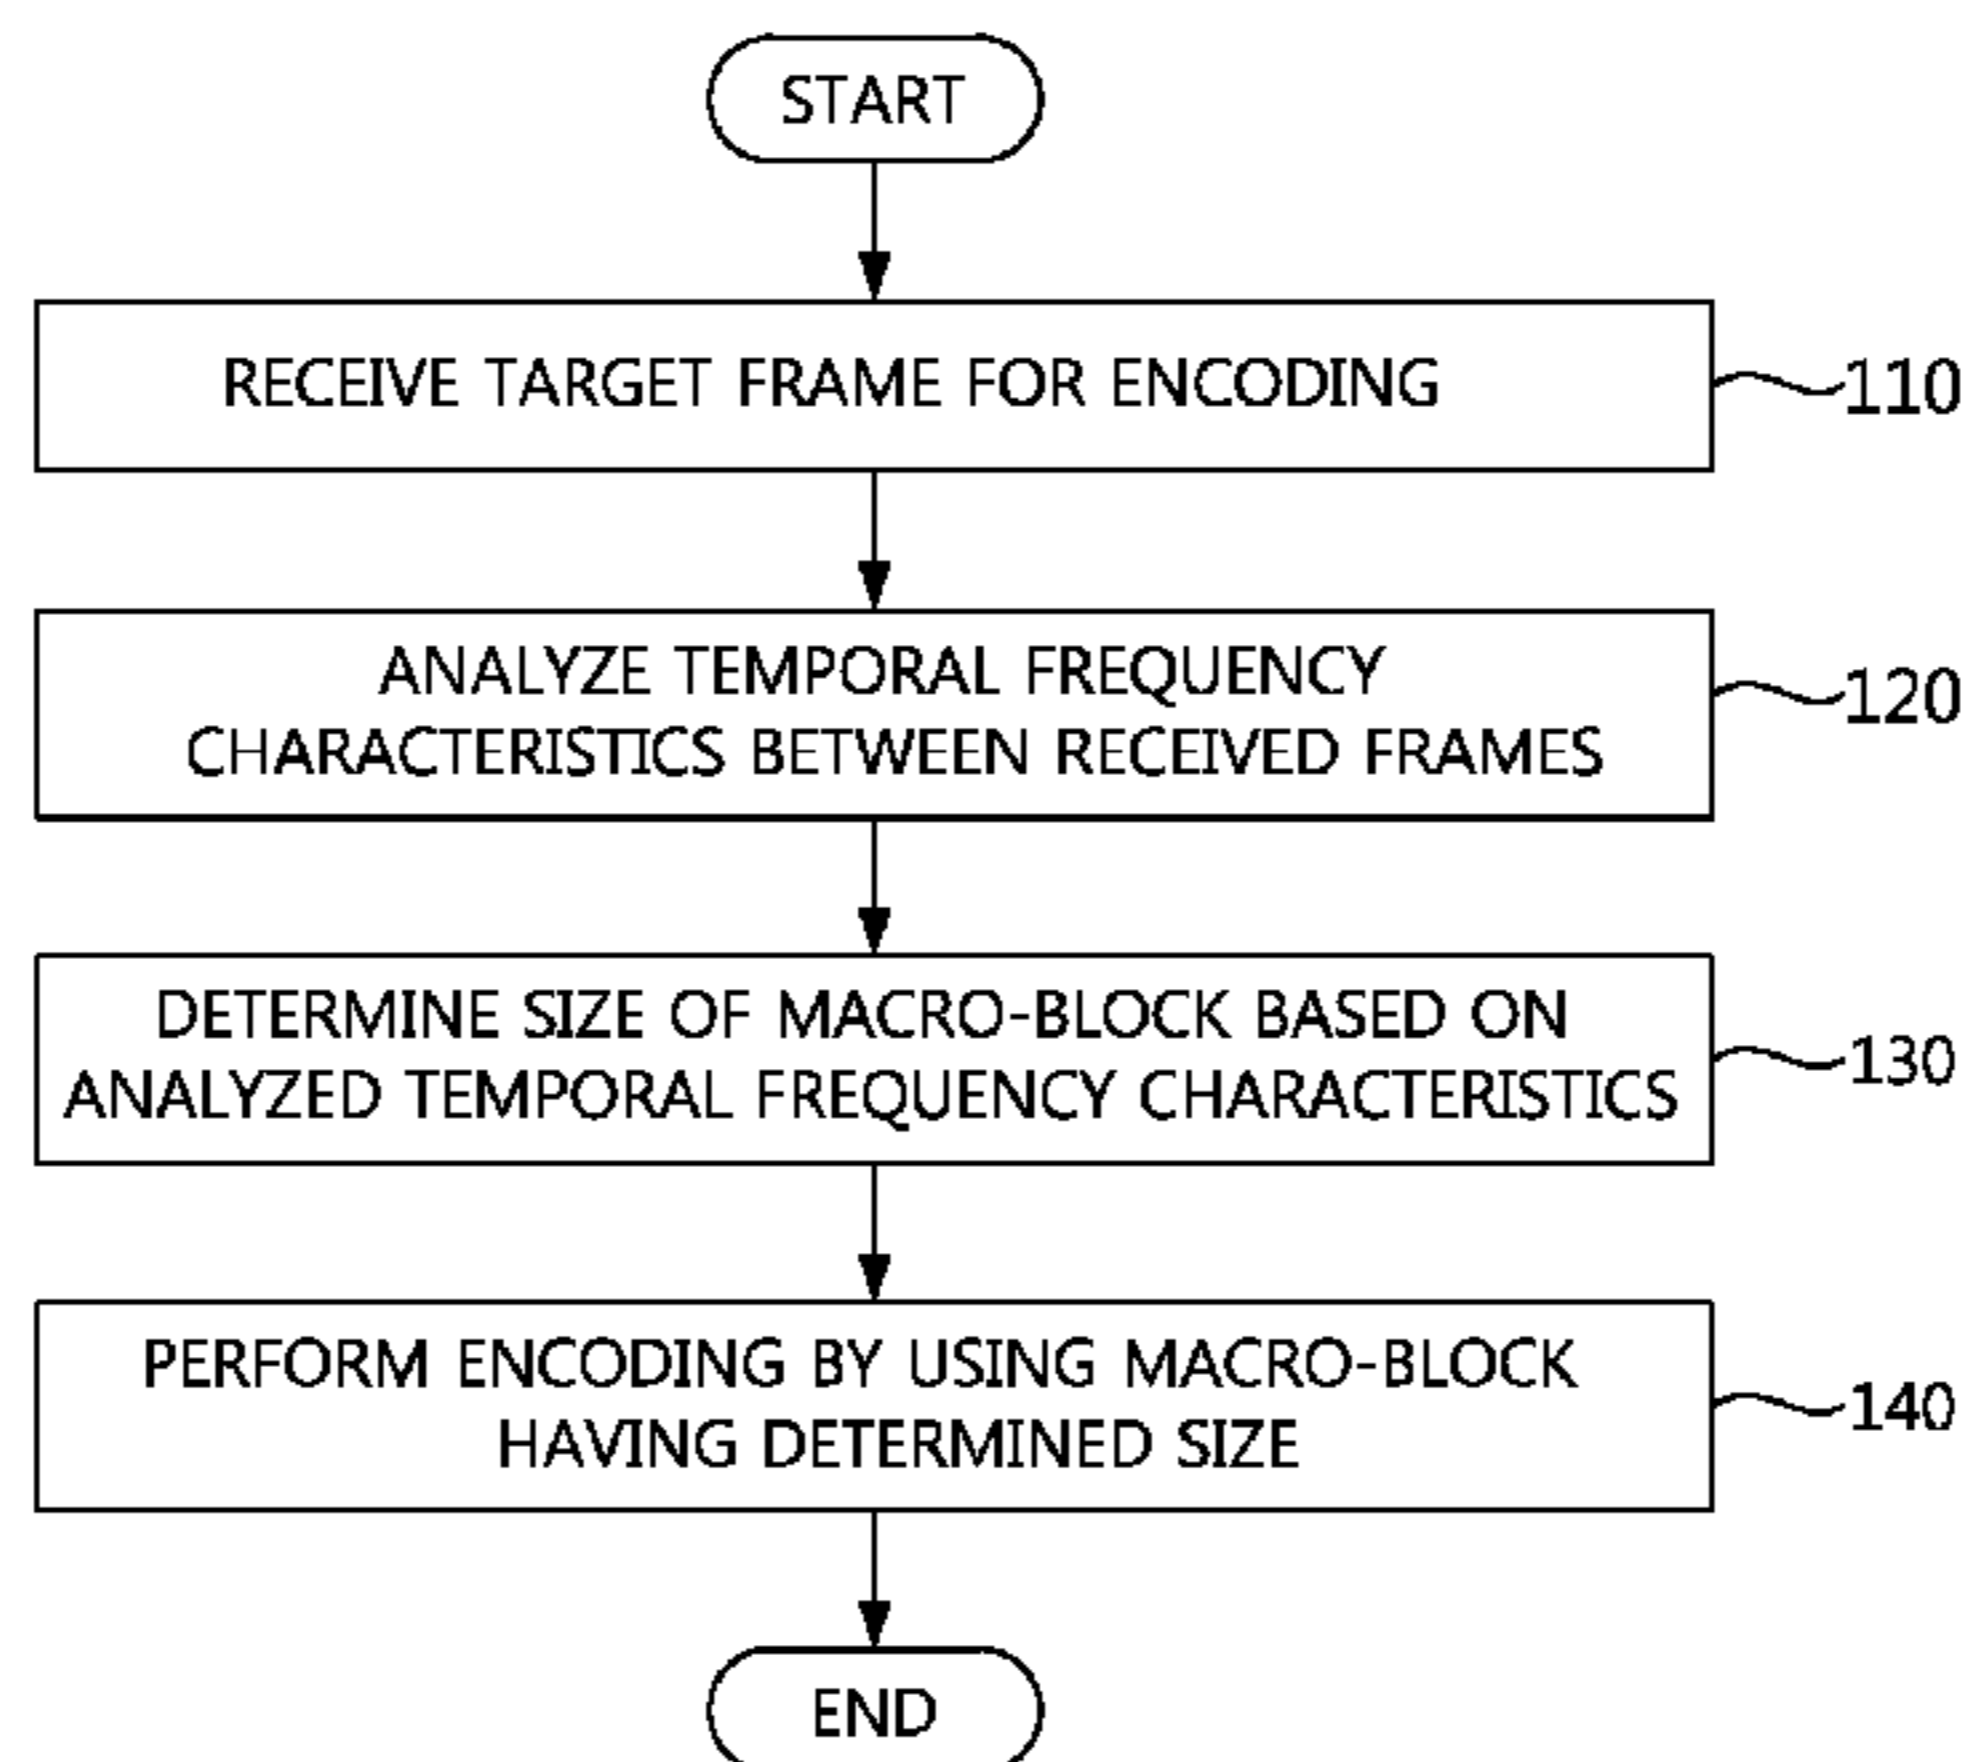 START
RECEIVE TARGET FRAME FOR ENCODING
110
ANALYZE TEMPORAL FREQUENCY
CHARACTERISTICS BETWEEN RECEIVED FRAMES
120
DETERMINE SIZE OF MACRO-BLOCK BASED ON
ANALYZED TEMPORAL FREQUENCY CHARACTERISTICS
130
PERFORM ENCODING BY USING MACRO-BLOCK
HAVING DETERMINED SIZE
140
END